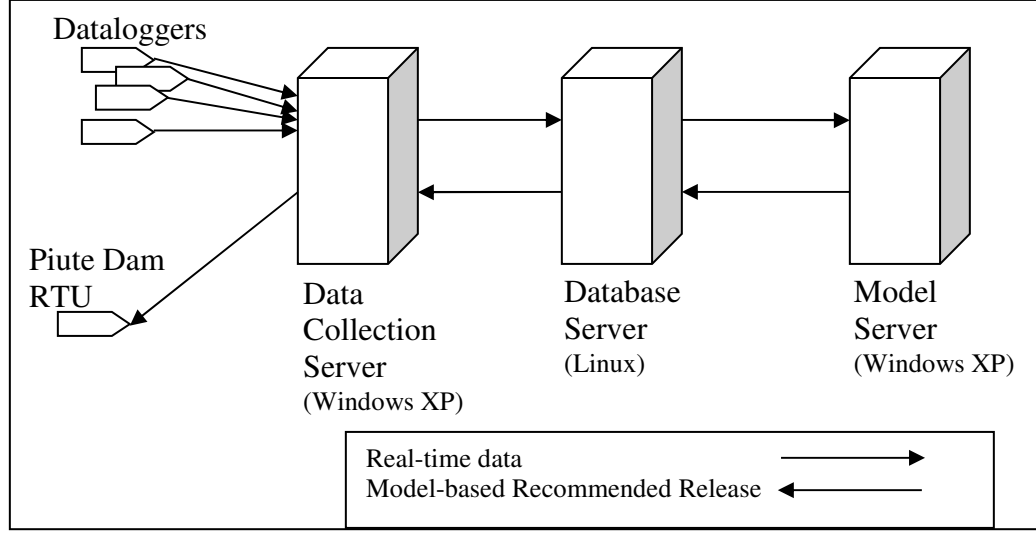 Dataloggers
Piute Dam
RTU
Data
Collection
Server
(Windows XP)
Database
Server
(Linux)
Model
Server
(Windows XP)
Real-time data
Model-based Recommended Release